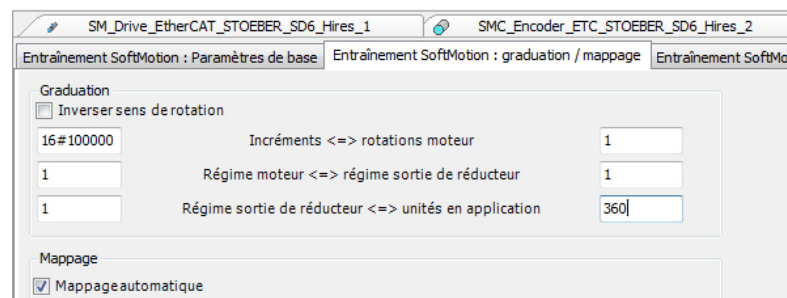 SM_Drive_EtherCAT_STOEBER_SD6_Hires_1 SMC_Encoder_ETC_STOEBER_SD6_Hires_2
Entraînement SoftMotion : Paramètres de base Entraînement SoftMotion : graduation / mappage Entraînement SoftMo
Graduation
Inverser sens de rotation
16#100000 Incréments <=> rotations moteur 1
1 Régime moteur <=> régime sortie de réducteur 1
1 Régime sortie de réducteur <=> unités en application 360
Mappage
Mappage automatique